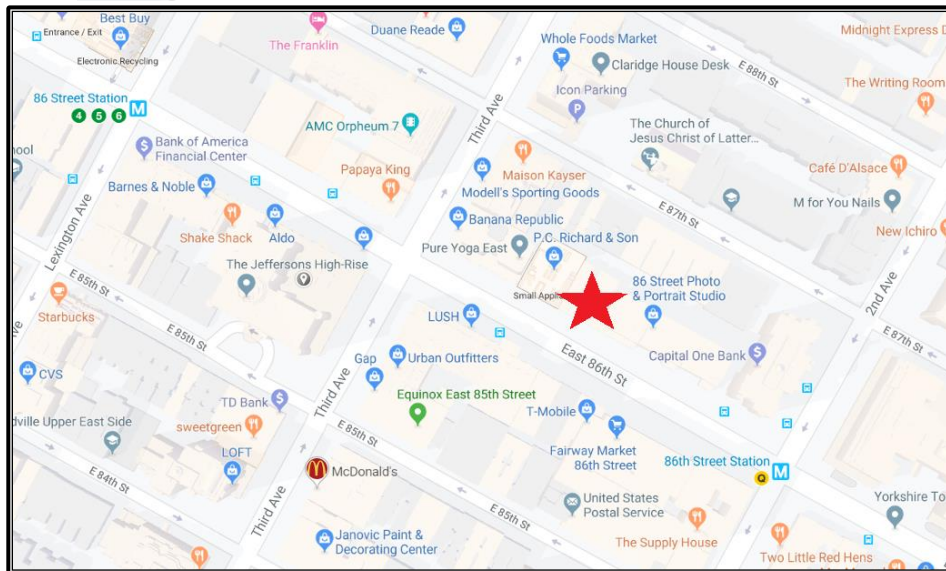 Best Buy
Entrance / Exit
Electronic Recycling
The Franklin
Duane Reade
Whole Foods Market
Claridge House Desk
Icon Parking
E 88th St
Midnight Express D
The Writing Room
86 Street Station
M
4 5 6
AMC Orpheum 7
Third Ave
The Church of
Jesus Christ of Latter...
Café D'Alsace
Bank of America
Financial Center
ool
Barnes & Noble
Papaya King
Maison Kayser
Modell's Sporting Goods
E 87th St
M for You Nails
Banana Republic
New Ichiro
Shake Shack
Aldo
Pure Yoga East
P.C. Richard & Son
Lexington Ave
The Jeffersons High-Rise
Small Appli
86 Street Photo
& Portrait Studio
2nd Ave
Starbucks
E 85th St
LUSH
E 87th St
Ave
Gap
Urban Outfitters
East 86th St
Capital One Bank
CVS
Third Ave
TD Bank
Equinox East 85th Street
T-Mobile
sweetgreen
E 85th St
Fairway Market
86th Street
dville Upper East Side
LOFT
86th Street Station
M
Q
McDonald's
E 84th St
Third Ave
United States
Postal Service
E 85th St
Yorkshire To
Janovic Paint &
Decorating Center
The Supply House
Two Little Red Hens